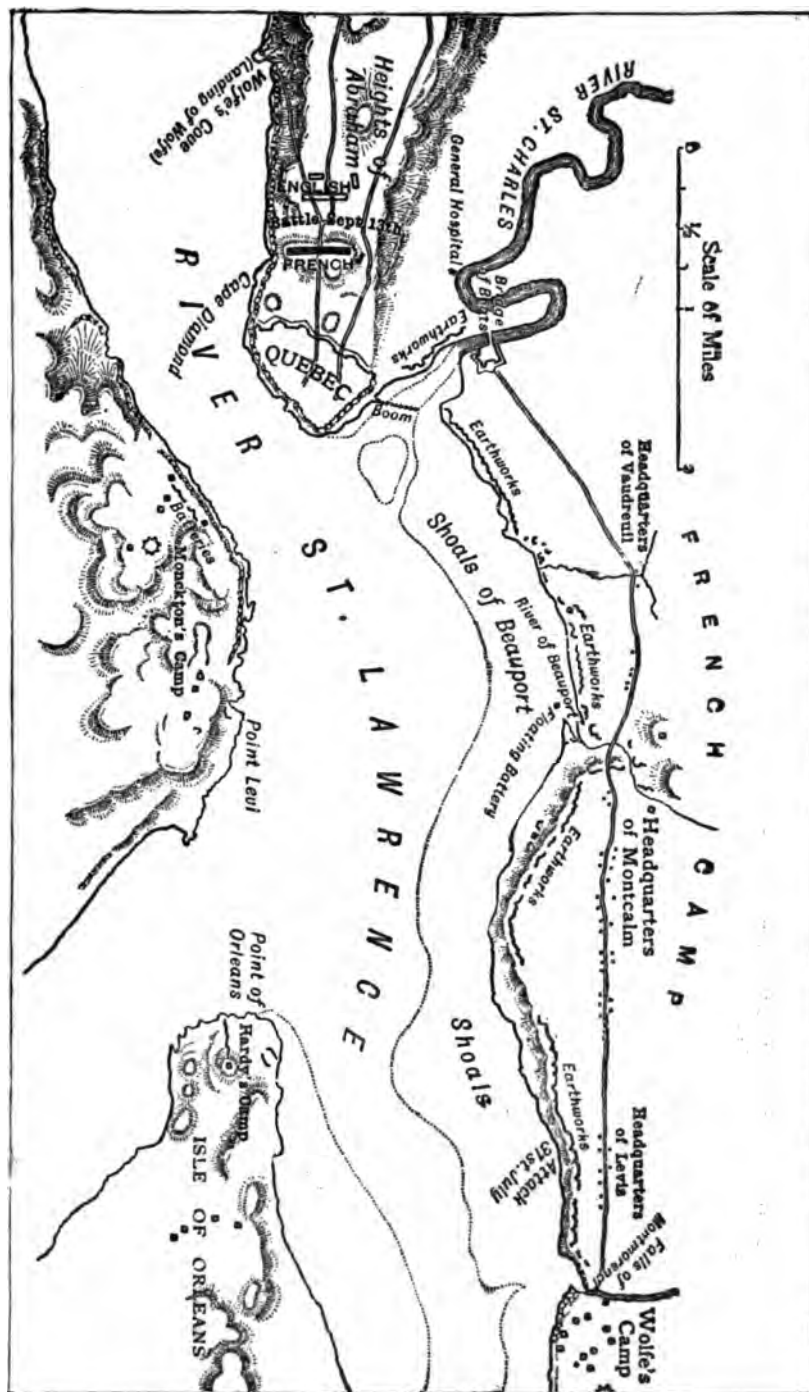 RIVER ST. CHARLES
0 ½ 1 2
Scale of Miles
FRENCH CAMP
Headquarters
of Vaudreuil
Headquarters
of Montcalm
Headquarters
of Levis
Falls of
Montmorenci
Wolfe's
Camp
General Hospital
Bridge
of Boats
Earthworks
Earthworks
Earthworks
River of Beauport
Floating Battery
Earthworks
Earthworks
Attack
31st. July
Heights of
Abraham
ENGLISH
Battle Sept 13th.
FRENCH
QUEBEC
Boom
Cape Diamond
Wolfe's Cove
(Landing of Wolfe)
Shoals of Beauport
Shoals
RIVER ST. LAWRENCE
Batteries
Monckton's Camp
Point Levi
Point of
Orleans
Hardy's Camp
ISLE OF ORLEANS